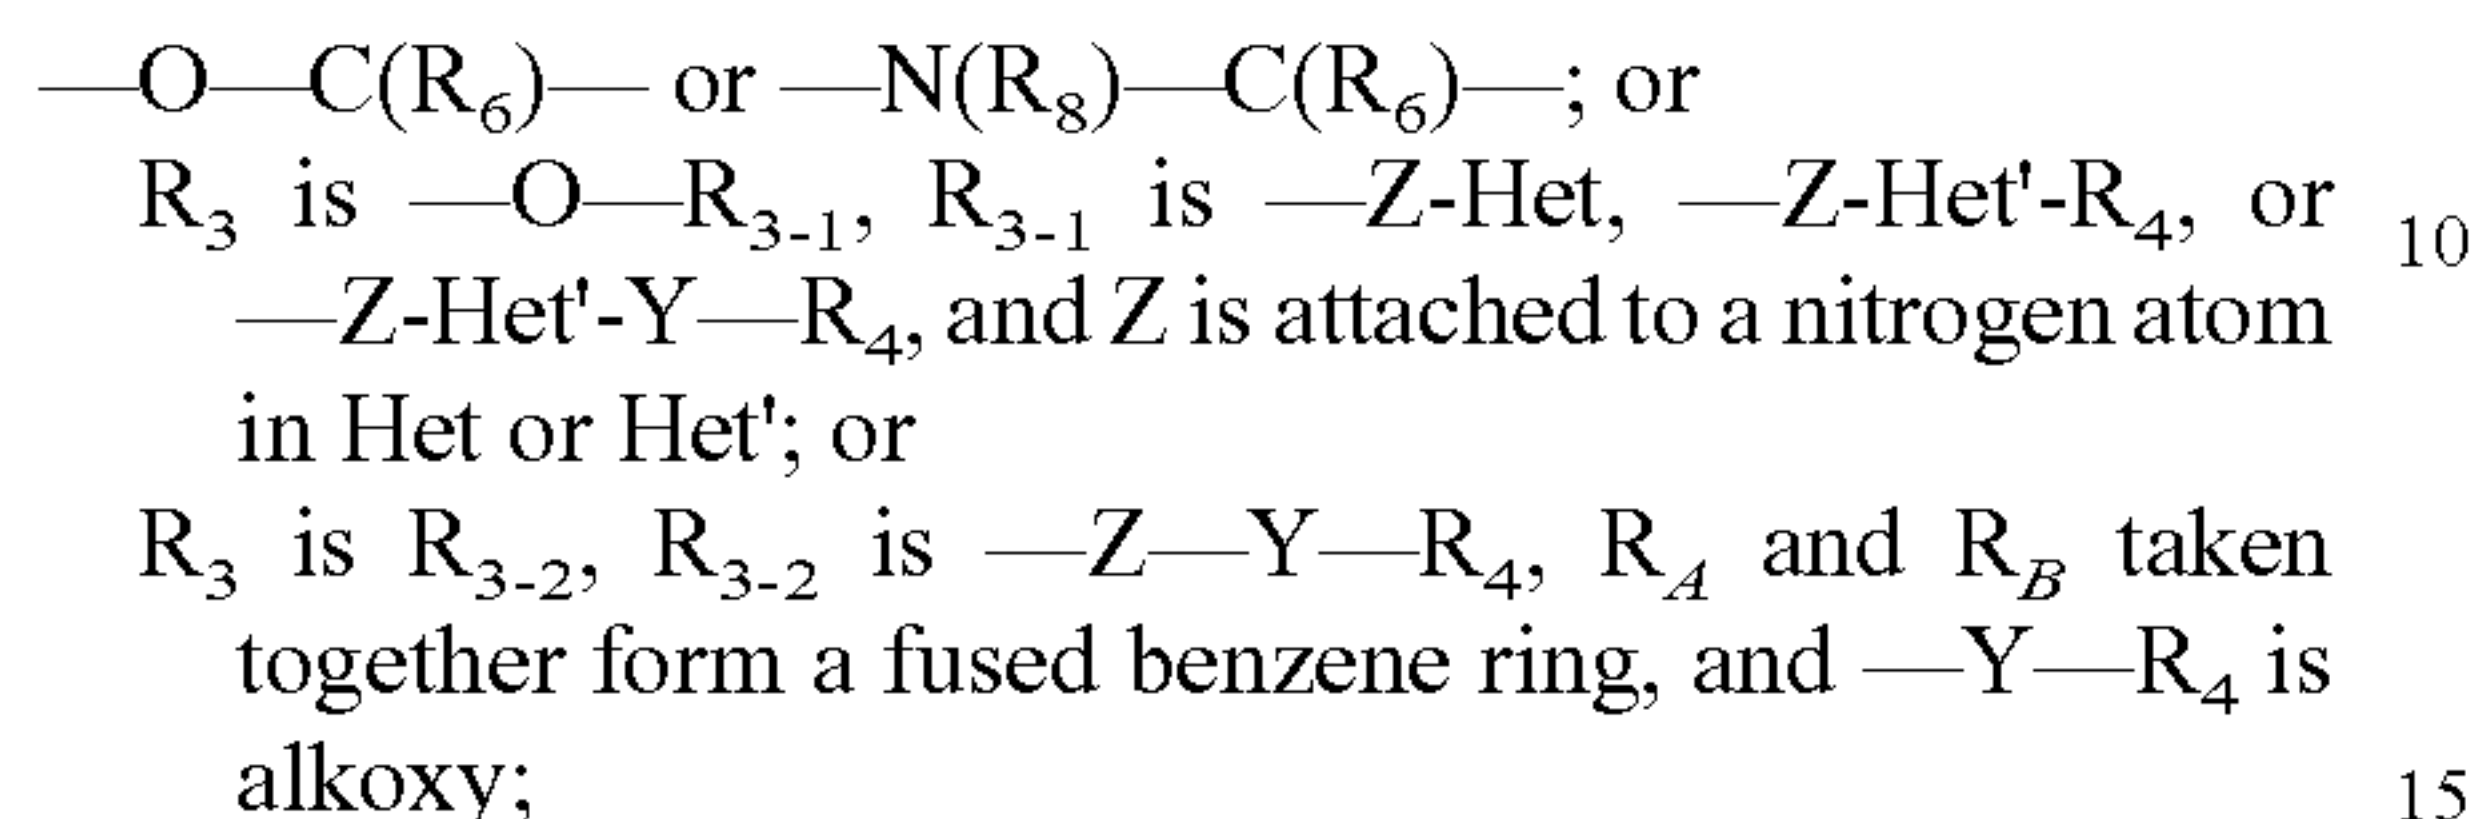 —O—C(R₆)— or —N(R₈)—C(R₆)—; or
R₃ is —O—R₃₋₁, R₃₋₁ is —Z-Het, —Z-Het'-R₄, or 10
—Z-Het'-Y—R₄, and Z is attached to a nitrogen atom
in Het or Het'; or
R₃ is R₃₋₂, R₃₋₂ is —Z—Y—R₄, R_A and R_B taken
together form a fused benzene ring, and —Y—R₄ is
alkoxy; 15